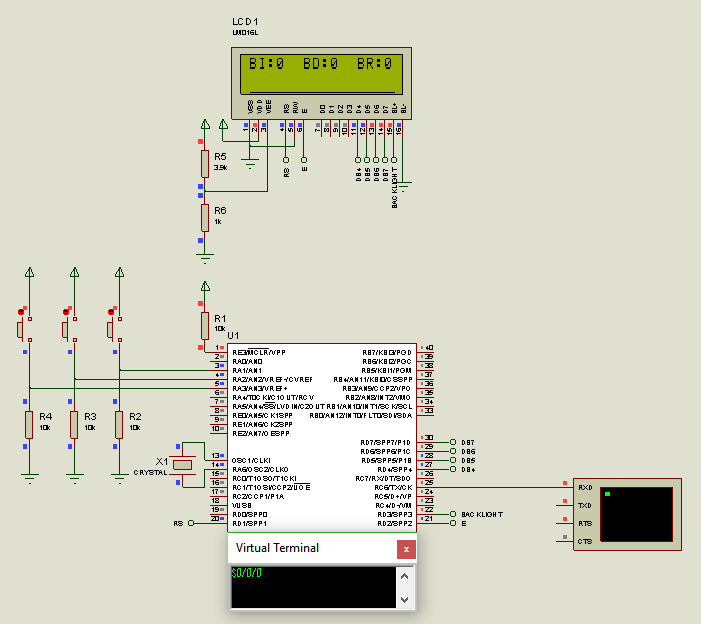 LCD1
LM016L
BI:0 BD:0 BR:0
VSS VDD VEE RS RW E D0 D1 D2 D3 D4 D5 D6 D7 BL+ BL-
1 2 3 4 5 6 7 8 9 10 11 12 13 14 15 16
RS E DB4 DB5 DB6 DB7 BACKLIGHT
R5
3.9k
R6
1k
R1
10k
U1
R4
10k
R3
10k
R2
10k
X1
CRYSTAL
1 RE3/MCLR/VPP
2 RA0/AN0
3 RA1/AN1
4 RA2/AN2/VREF-/CVREF
5 RA3/AN3/VREF+
6 RA4/T0CKI/C1OUT/RCV
7 RA5/AN4/SS/LVDIN/C2OUT
8 RE0/AN5/CK1SPP
9 RE1/AN6/CK2SPP
10 RE2/AN7/OESPP
13 OSC1/CLKI
14 RA6/OSC2/CLKO
15 RC0/T1OSO/T1CKI
16 RC1/T1OSI/CCP2/UOE
17 RC2/CCP1/P1A
18 VUSB
19 RD0/SPP0
20 RD1/SPP1
RS
RB7/KBI3/PGD 40
RB6/KBI2/PGC 39
RB5/KBI1/PGM 38
RB4/AN11/KBI0/CSSPP 37
RB3/AN9/CCP2/VPO 36
RB2/AN8/INT2/VMO 35
RB1/AN10/INT1/SCK/SCL 34
RB0/AN12/INT0/FLT0/SDI/SDA 33
RD7/SPP7/P1D 30 DB7
RD6/SPP6/P1C 29 DB6
RD5/SPP5/P1B 28 DB5
RD4/SPP4 27 DB4
RC7/RX/DT/SDO 26
RC6/TX/CK 25
RC5/D+/VP 24
RC4/D-/VM 23
RD3/SPP3 22 BACKLIGHT
RD2/SPP2 21 E
RXD
TXD
RTS
CTS
Virtual Terminal x
$0/0/0